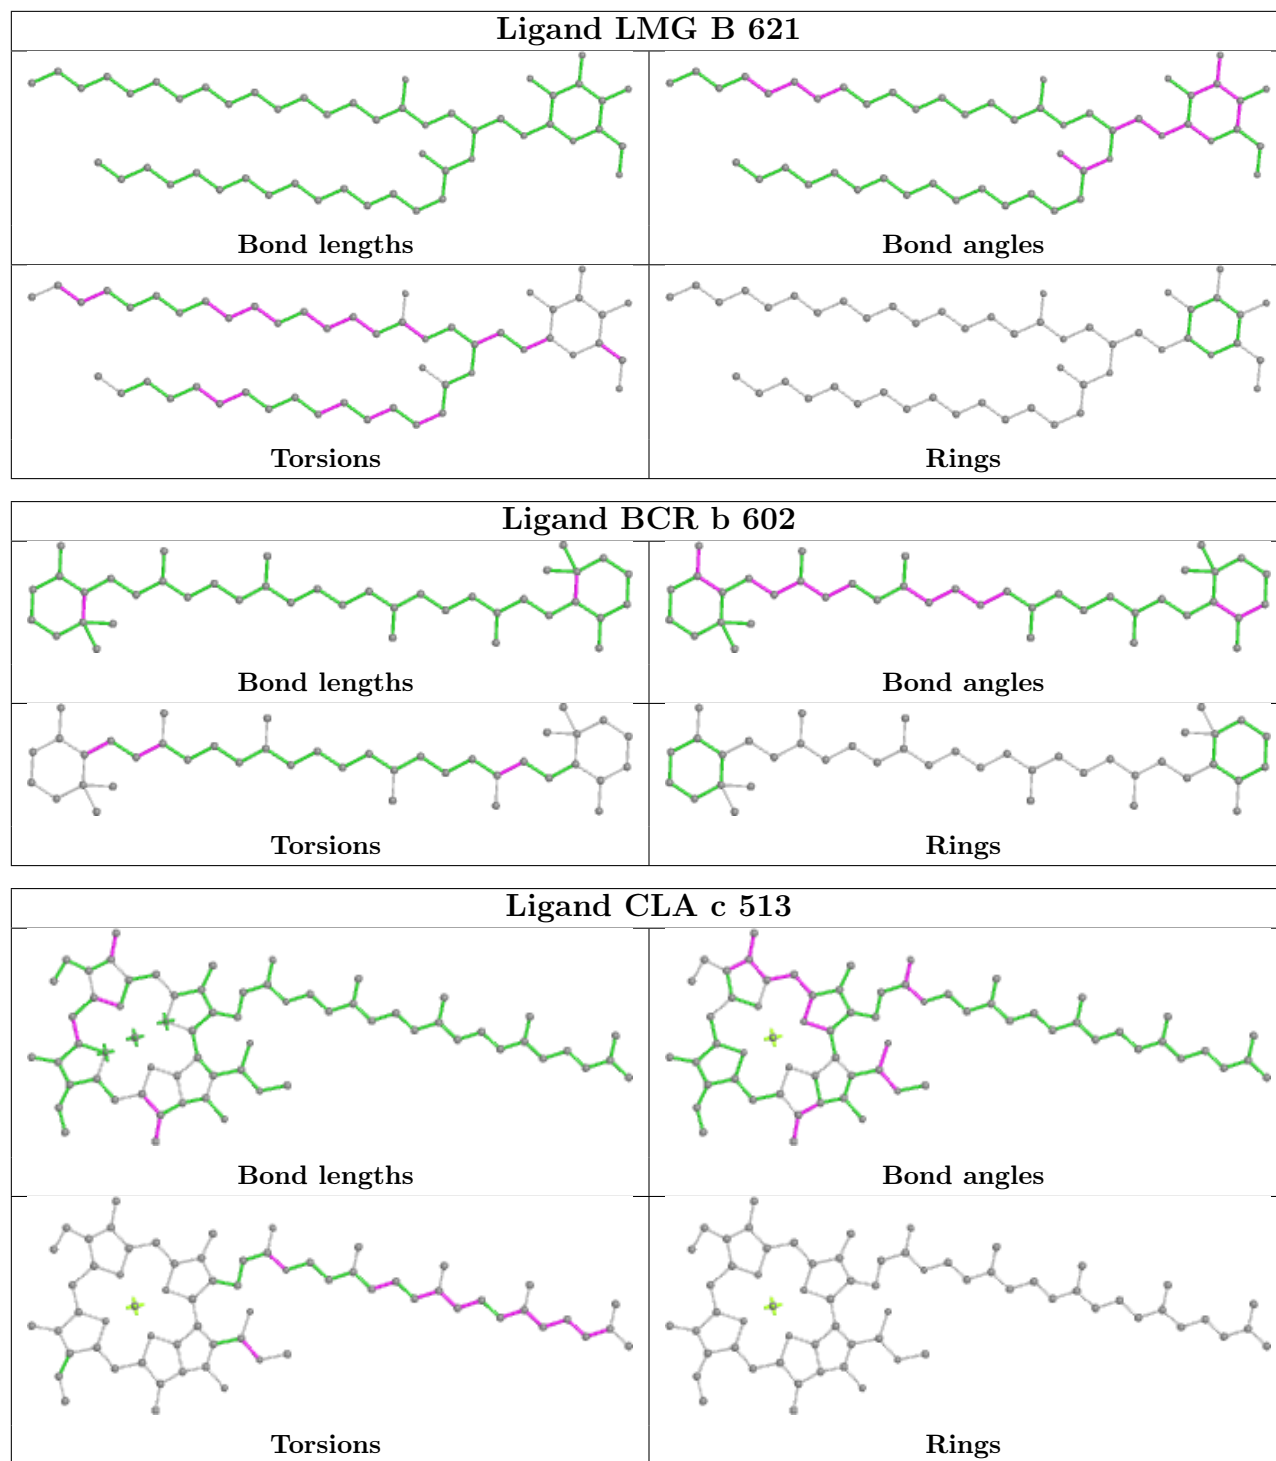 Ligand LMG B 621
Bond lengths
Bond angles
Torsions
Rings
Ligand BCR b 602
Bond lengths
Bond angles
Torsions
Rings
Ligand CLA c 513
Bond lengths
Bond angles
Torsions
Rings